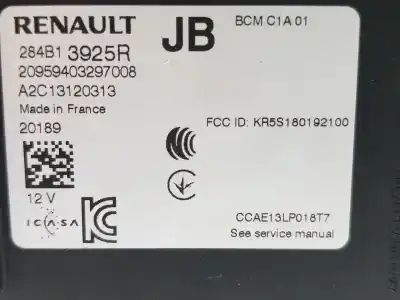 RENAULT
JB
BCM C1A 01
284B1 3925R
20959403297008
A2C13120313
Made in France
20189
FCC ID: KR5S180192100
12 V
ICASA
CCAE13LP018T7
See service manual